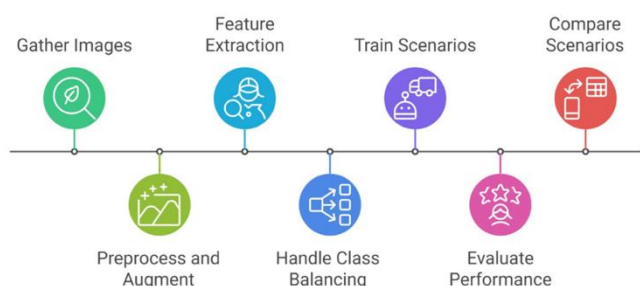 Gather Images
Feature
Extraction
Train Scenarios
Compare
Scenarios
Preprocess and
Augment
Handle Class
Balancing
Evaluate
Performance